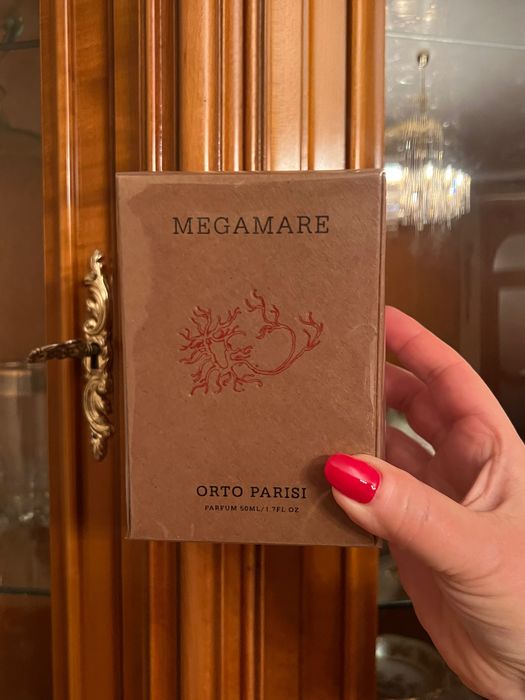 MEGAMARE
ORTO PARISI
PARFUM 50ML/1.7FL OZ